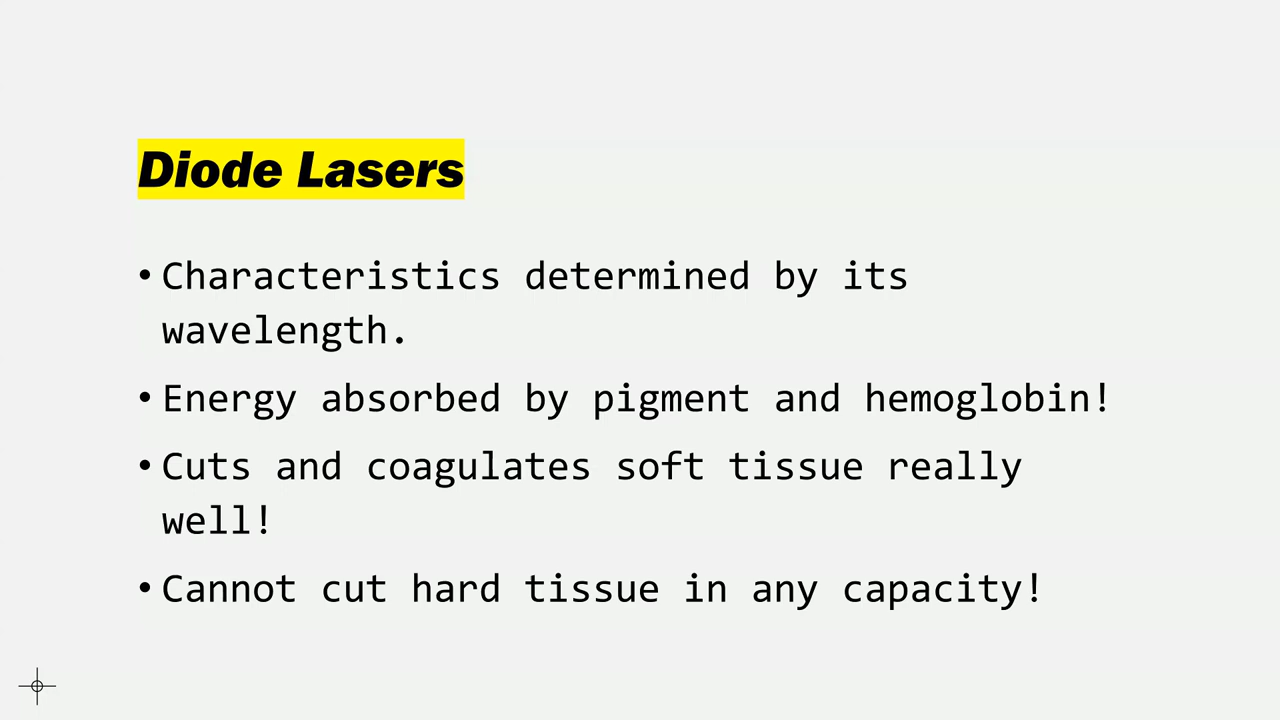 Diode Lasers
• Characteristics determined by its
wavelength.
• Energy absorbed by pigment and hemoglobin!
• Cuts and coagulates soft tissue really
well!
• Cannot cut hard tissue in any capacity!